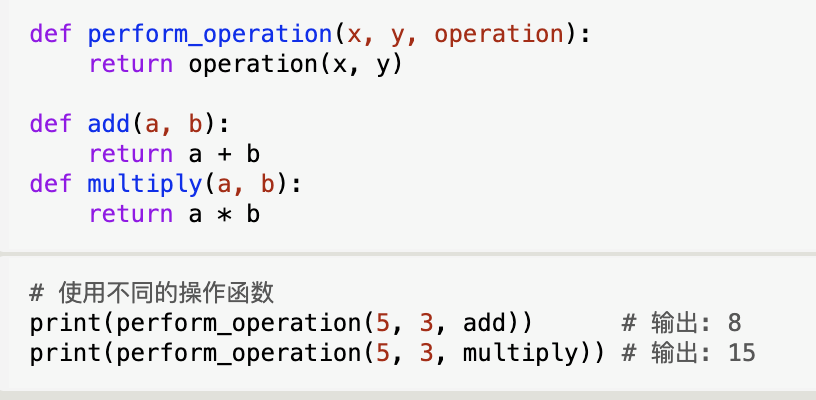 def perform_operation(x, y, operation):
    return operation(x, y)

def add(a, b):
    return a + b
def multiply(a, b):
    return a * b

# 使用不同的操作函数
print(perform_operation(5, 3, add))      # 输出: 8
print(perform_operation(5, 3, multiply)) # 输出: 15